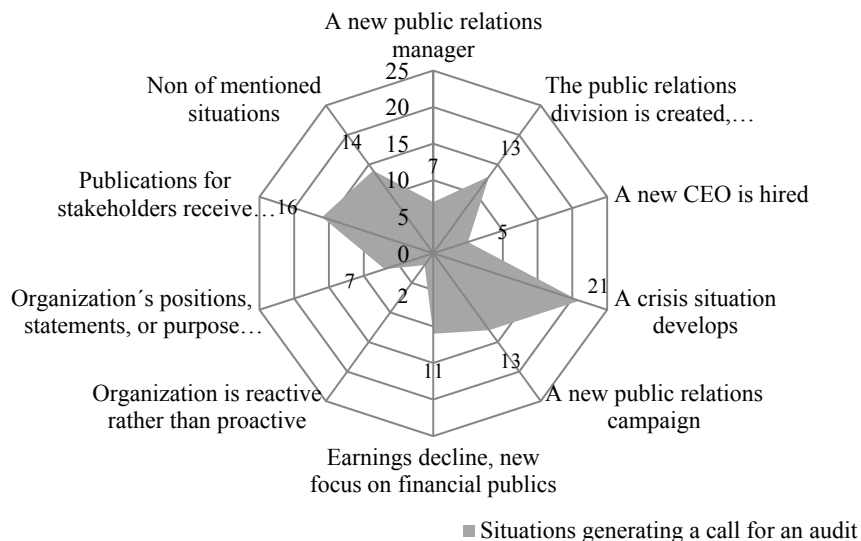 A new public relations
manager
Non of mentioned
situations
The public relations
division is created,…
25
20
15
10
5
0
14
7
13
Publications for
stakeholders receive…
16
A new CEO is hired
5
Organization´s positions,
statements, or purpose…
7
2
21
A crisis situation
develops
Organization is reactive
rather than proactive
11
13
A new public relations
campaign
Earnings decline, new
focus on financial publics
Situations generating a call for an audit